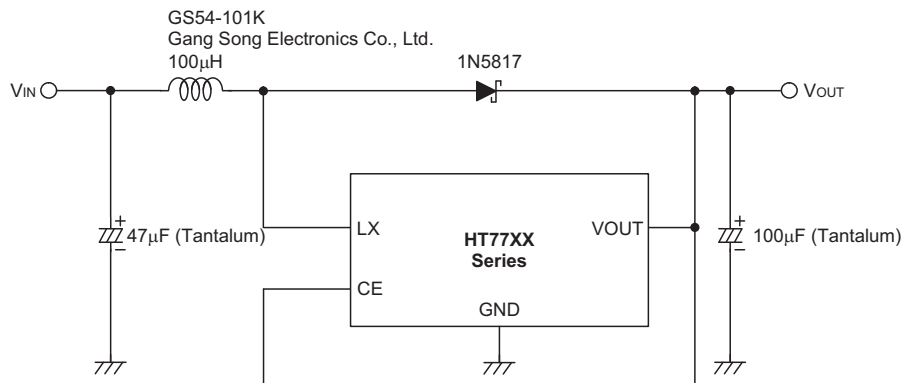 GS54-101K
Gang Song Electronics Co., Ltd.
100μH
1N5817
VIN
VOUT
+
47μF (Tantalum)
−
LX
HT77XX
Series
VOUT
CE
GND
+
100μF (Tantalum)
−